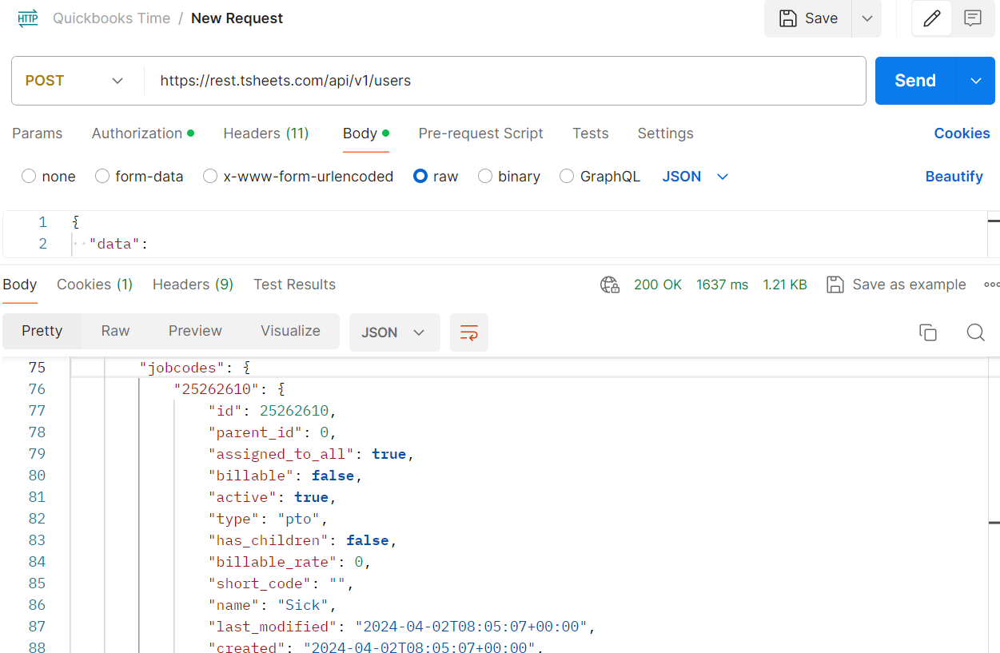 HTTP Quickbooks Time / New Request Save
POST https://rest.tsheets.com/api/v1/users Send
Params Authorization Headers (11) Body Pre-request Script Tests Settings Cookies
none form-data x-www-form-urlencoded raw binary GraphQL JSON Beautify
1 {
2 "data":
Body Cookies (1) Headers (9) Test Results 200 OK 1637 ms 1.21 KB Save as example
Pretty Raw Preview Visualize JSON
75 "jobcodes": {
76 "25262610": {
77 "id": 25262610,
78 "parent_id": 0,
79 "assigned_to_all": true,
80 "billable": false,
81 "active": true,
82 "type": "pto",
83 "has_children": false,
84 "billable_rate": 0,
85 "short_code": "",
86 "name": "Sick",
87 "last_modified": "2024-04-02T08:05:07+00:00",
88 "created": "2024-04-02T08:05:07+00:00",